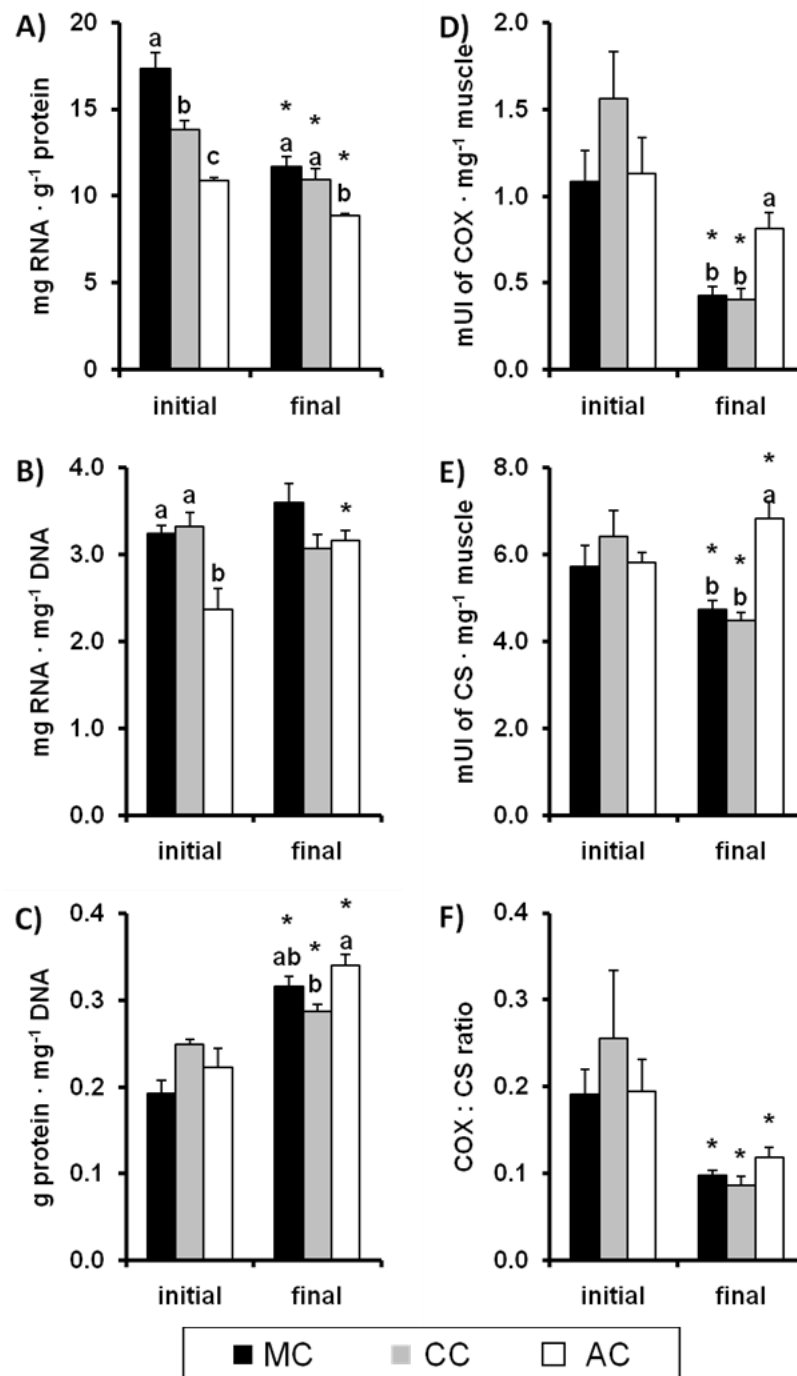 A)
mg RNA · g⁻¹ protein
20
15
10
5
0
a
b
c
*
a
*
a
*
b
initial
final
D)
mUI of COX · mg⁻¹ muscle
2.0
1.5
1.0
0.5
0.0
*
b
*
b
a
initial
final
B)
mg RNA · mg⁻¹ DNA
4.0
3.0
2.0
1.0
0.0
a
a
b
*
initial
final
E)
mUI of CS · mg⁻¹ muscle
8.0
6.0
4.0
2.0
0.0
*
b
*
b
*
a
initial
final
C)
g protein · mg⁻¹ DNA
0.4
0.3
0.2
0.1
0.0
*
ab
*
b
*
a
initial
final
F)
COX : CS ratio
0.4
0.3
0.2
0.1
0.0
*
*
*
initial
final
MC CC AC